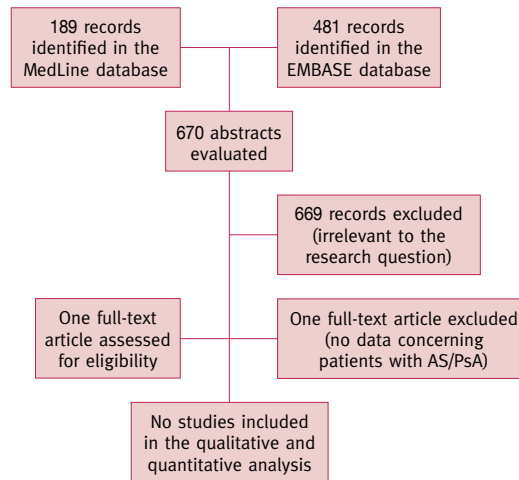 189 records
identified in the
MedLine database
481 records
identified in the
EMBASE database
670 abstracts
evaluated
669 records excluded
(irrelevant to the
research question)
One full-text
article assessed
for eligibility
One full-text article excluded
(no data concerning
patients with AS/PsA)
No studies included
in the qualitative and
quantitative analysis